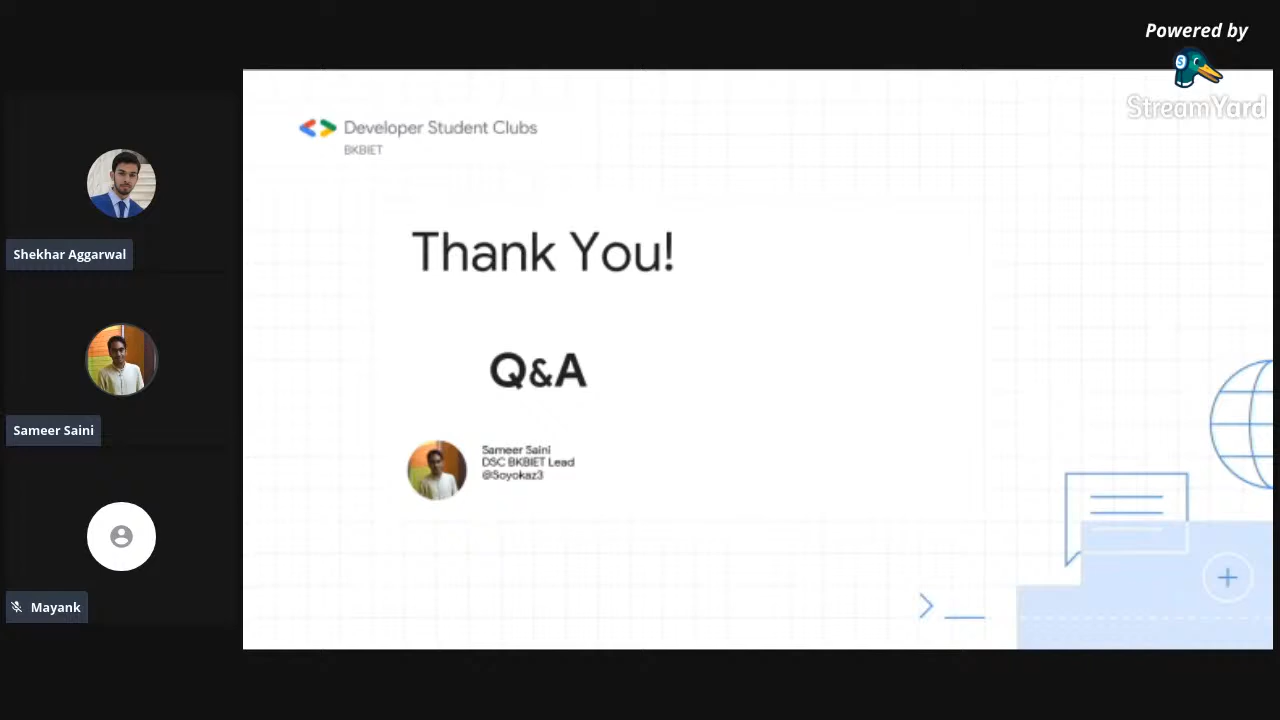 Powered by
StreamYard
Developer Student Clubs
BKBIET
Shekhar Aggarwal
Thank You!
Q&A
Sameer Saini
Sameer Saini
DSC BKBIET Lead
@Soyokaz3
Mayank